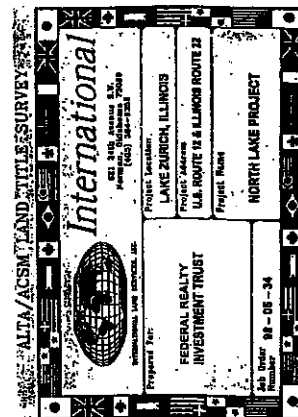 ALTA/ACSM LAND TITLE SURVEY
International
INTERNATIONAL LAND SERVICES, INC.
Norman, Oklahoma
Prepared For:
FEDERAL REALTY
INVESTMENT TRUST
Job Order
Number
98-05-34
Project Location
LAKE ZURICH, ILLINOIS
Project Address
U.S. ROUTE 12 & ILLINOIS ROUTE 22
Project Name
NORTH LAKE PROJECT